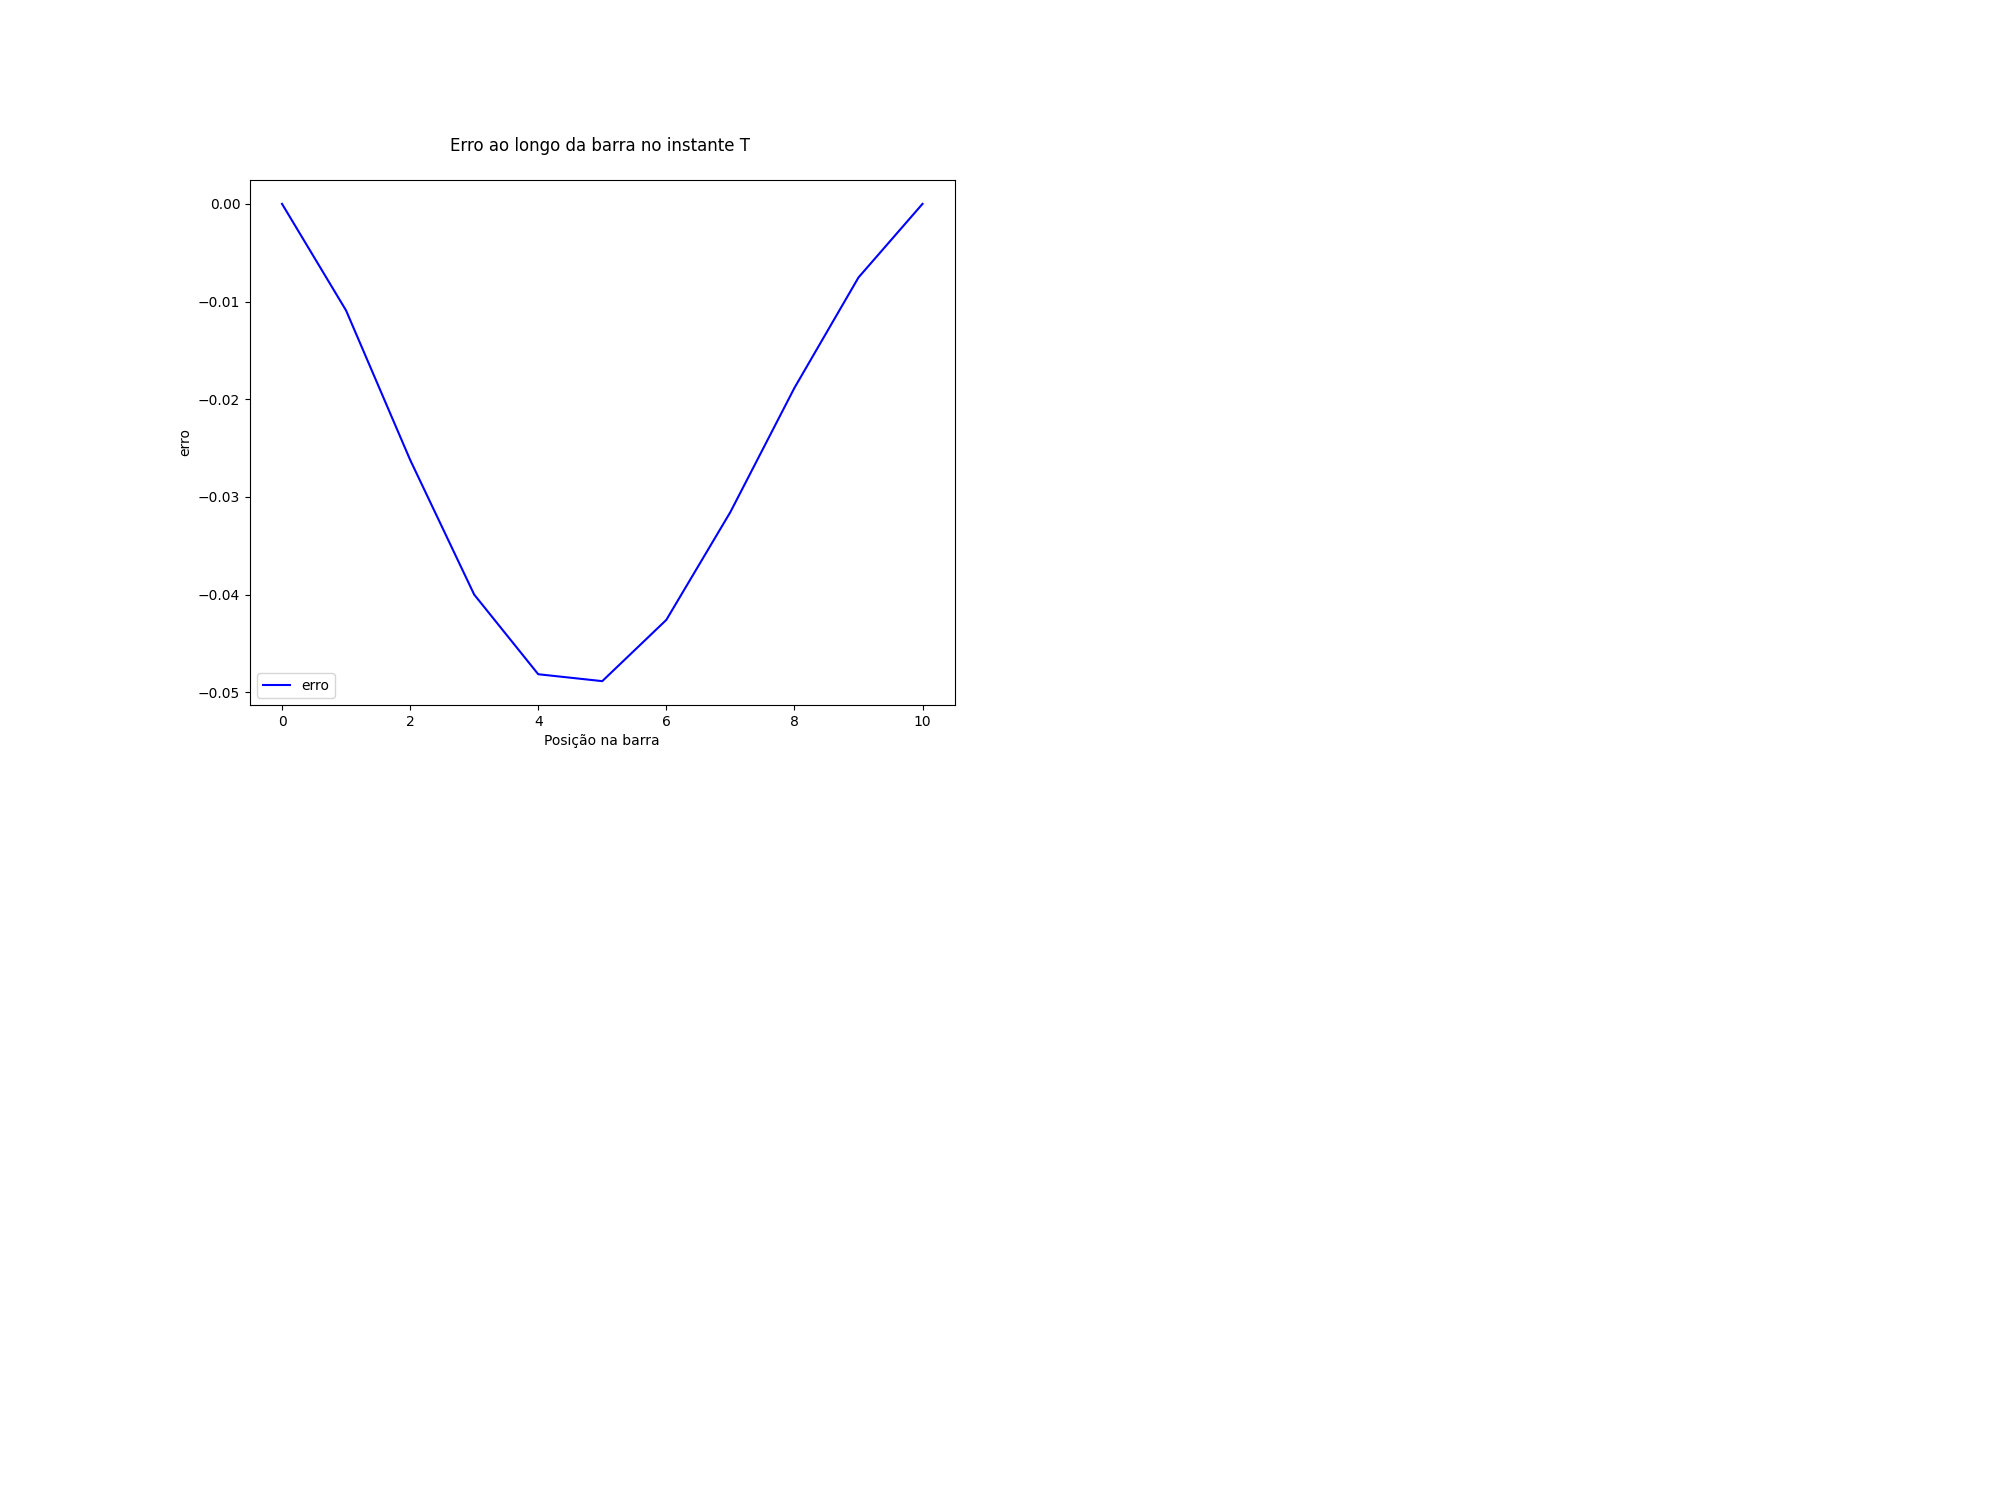 Erro ao longo da barra no instante T
0.00
−0.01
−0.02
−0.03
−0.04
−0.05
erro
erro
0 2 4 6 8 10
Posição na barra